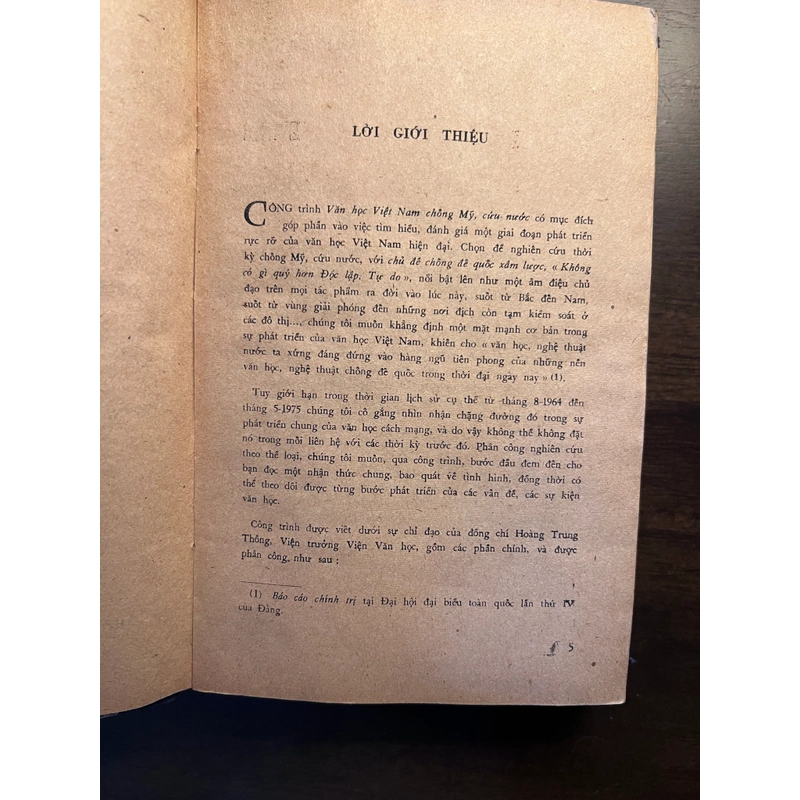 LỜI GIỚI THIỆU
CÔNG trình Văn học Việt Nam chống Mỹ, cứu nước có mục đích
góp phần vào việc tìm hiểu, đánh giá một giai đoạn phát triển
rực rỡ của văn học Việt Nam hiện đại. Chọn để nghiên cứu thời
kỳ chống Mỹ, cứu nước, với chủ đề chống đế quốc xâm lược, « Không
có gì quý hơn Độc lập. Tự do », nổi bật lên như một âm điệu chủ
đạo trên mọi tác phẩm ra đời vào lúc này, suốt từ Bắc đến Nam,
suốt từ vùng giải phóng đến những nơi địch còn tạm kiểm soát ở
các đô thị..., chúng tôi muốn khẳng định một mặt mạnh cơ bản trong
sự phát triển của văn học Việt Nam, khiến cho « văn học, nghệ thuật
nước ta xứng đáng đứng vào hàng ngũ tiên phong của những nền
văn học, nghệ thuật chống đế quốc trong thời đại ngày nay » (1).
Tuy giới hạn trong thời gian lịch sử cụ thể từ tháng 8-1964 đến
tháng 5-1975 chúng tôi cố gắng nhìn nhận chặng đường đó trong sự
phát triển chung của văn học cách mạng, và do vậy không thể không đặt
nó trong mối liên hệ với các thời kỳ trước đó. Phân công nghiên cứu
theo thể loại, chúng tôi muốn, qua công trình, bước đầu đem đến cho
bạn đọc một nhận thức chung, bao quát về tình hình, đồng thời có
thể theo dõi được từng bước phát triển của các vấn đề, các sự kiện
văn học.
Công trình được viết dưới sự chỉ đạo của đồng chí Hoàng Trung
Thông, Viện trưởng Viện Văn học, gồm các phần chính, và được
phân công, như sau :
(1) Báo cáo chính trị tại Đại hội đại biểu toàn quốc lần thứ IV
của Đảng.
5